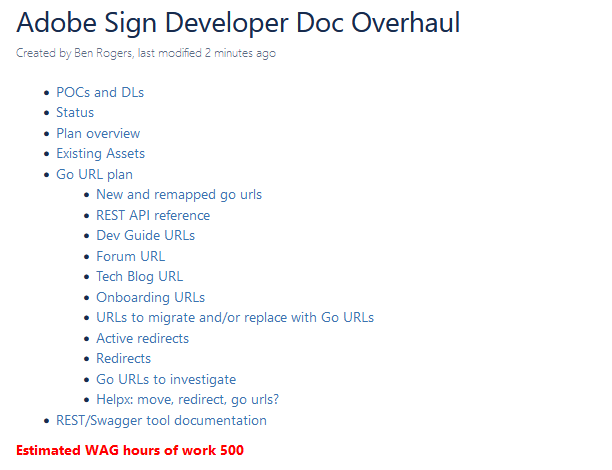 Adobe Sign Developer Doc Overhaul
Created by Ben Rogers, last modified 2 minutes ago
POCs and DLs
Status
Plan overview
Existing Assets
Go URL plan
New and remapped go urls
REST API reference
Dev Guide URLs
Forum URL
Tech Blog URL
Onboarding URLs
URLs to migrate and/or replace with Go URLs
Active redirects
Redirects
Go URLs to investigate
Helpx: move, redirect, go urls?
REST/Swagger tool documentation
Estimated WAG hours of work 500